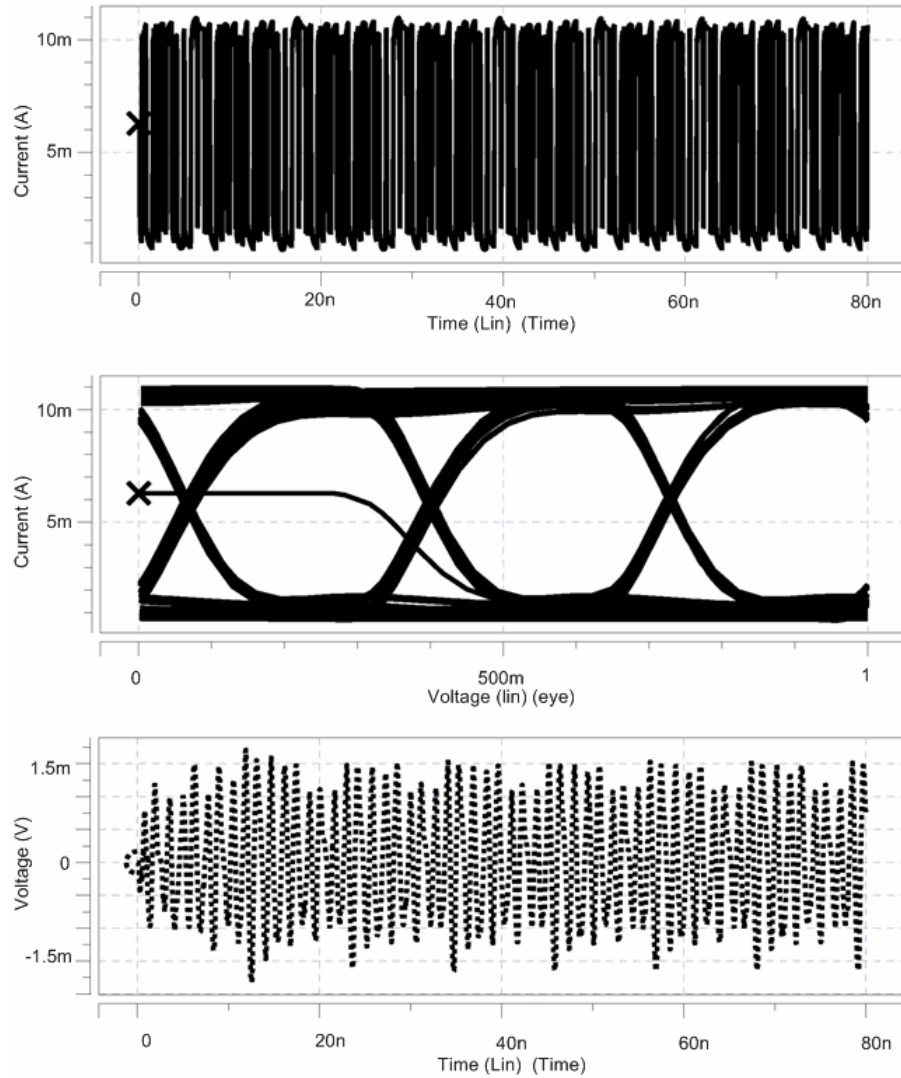 Current (A)
10m
5m
0 20n 40n 60n 80n
Time (Lin) (Time)
Current (A)
10m
5m
0 500m 1
Voltage (lin) (eye)
Voltage (V)
1.5m
0
-1.5m
0 20n 40n 60n 80n
Time (Lin) (Time)